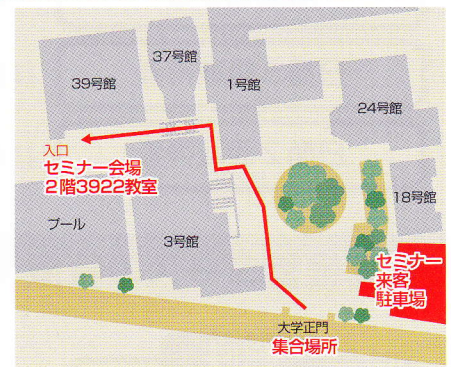 37号館
39号館
1号館
24号館
入口
セミナー会場
2階3922教室
18号館
プール
3号館
セミナー
来客
駐車場
大学正門
集合場所